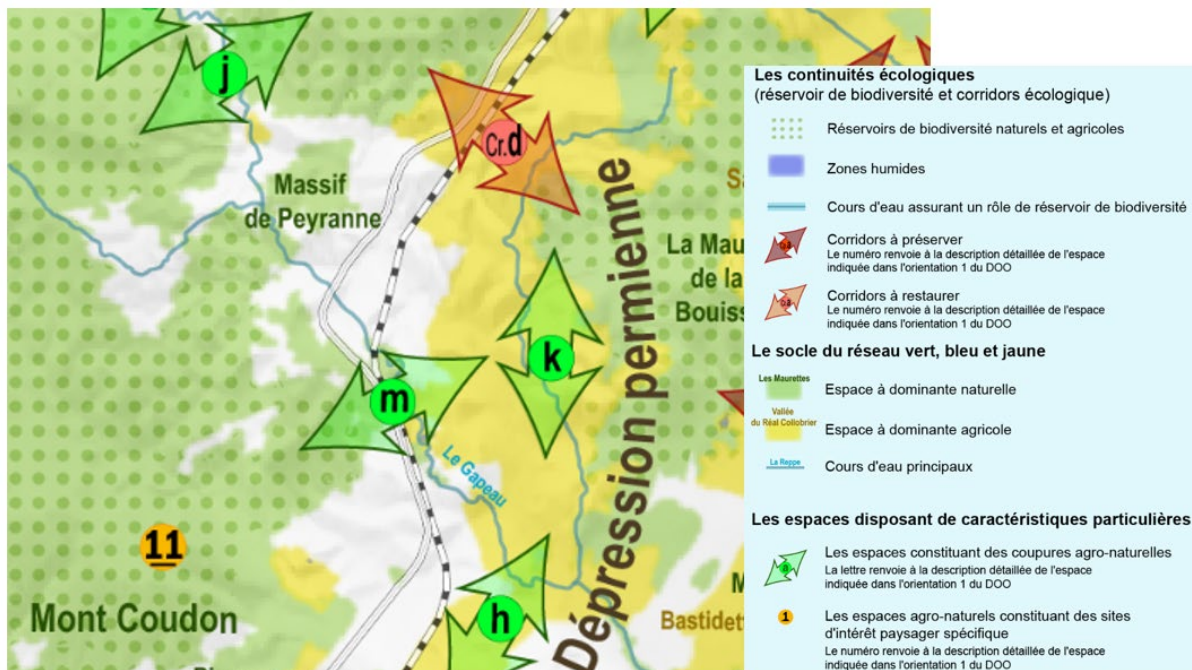 j
Cr.d
Massif
de Peyranne
La Mau
de la
Bouiss
k
Dépression permienne
m
Le Gapeau
11
Mont Coudon
h
Bastidet
Les continuités écologiques
(réservoir de biodiversité et corridors écologique)
Réservoirs de biodiversité naturels et agricoles
Zones humides
Cours d'eau assurant un rôle de réservoir de biodiversité
Corridors à préserver
Le numéro renvoie à la description détaillée de l'espace
indiquée dans l'orientation 1 du DOO
Corridors à restaurer
Le numéro renvoie à la description détaillée de l'espace
indiquée dans l'orientation 1 du DOO
Le socle du réseau vert, bleu et jaune
Les Maurettes
Espace à dominante naturelle
Vallée
du Réal Collobrier
Espace à dominante agricole
La Reppe
Cours d'eau principaux
Les espaces disposant de caractéristiques particulières
Les espaces constituant des coupures agro-naturelles
La lettre renvoie à la description détaillée de l'espace
indiquée dans l'orientation 1 du DOO
1
Les espaces agro-naturels constituant des sites
d'intérêt paysager spécifique
Le numéro renvoie à la description détaillée de l'espace
indiquée dans l'orientation 1 du DOO